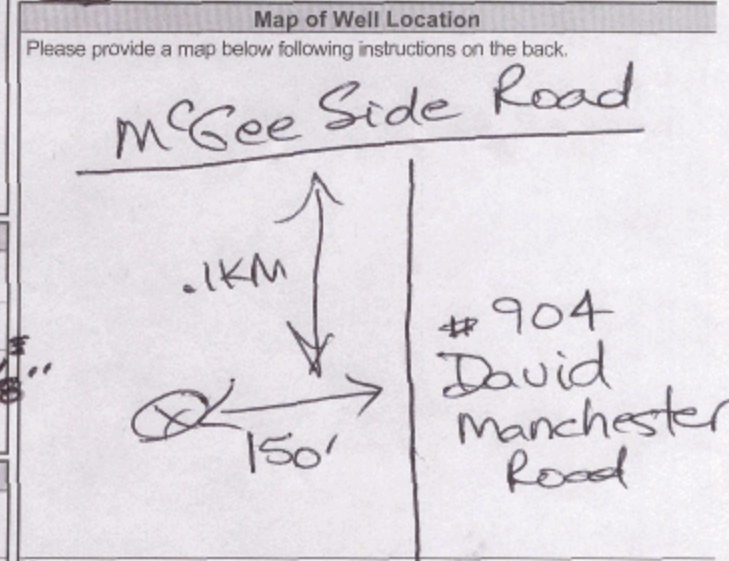 Map of Well Location
Please provide a map below following instructions on the back.
McGee Side Road
.1KM
150'
#904
David
Manchester
Road